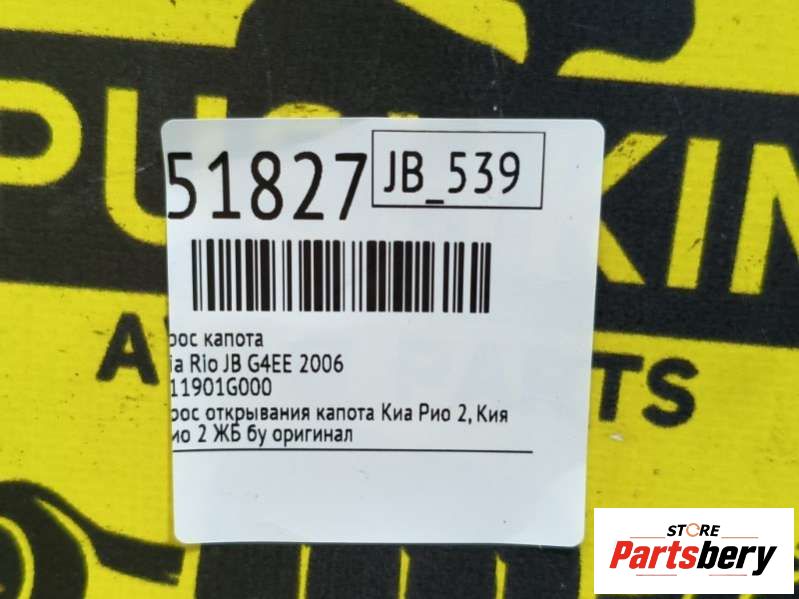 51827
JB_539
рос капота
ia Rio JB G4EE 2006
11901G000
рос открывания капота Киа Рио 2, Кия
ио 2 ЖБ бу оригинал
STORE
Partsbery